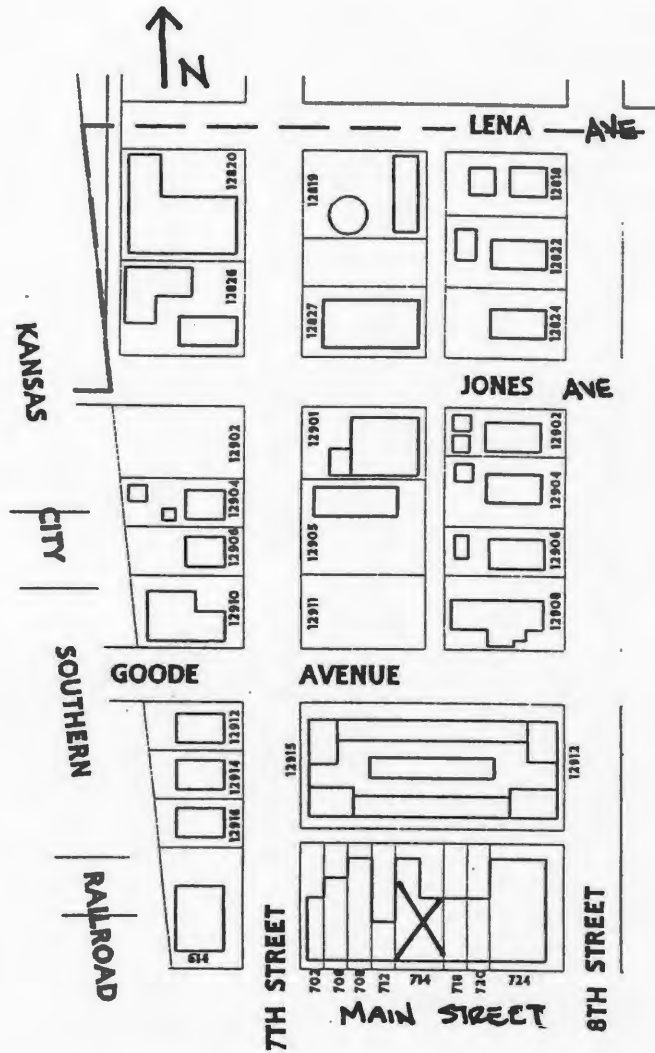 N
LENA AVE
12820
12819
12818
12822
12826
12827
12824
KANSAS
JONES AVE
12902
12901
12902
12904
12904
CITY
12906
12905
12906
12910
12911
12908
SOUTHERN
GOODE AVENUE
12912
12914
12915
12912
12916
RAILROAD
614
7TH STREET
702 706 708 712 714 718 720 724
MAIN STREET
8TH STREET